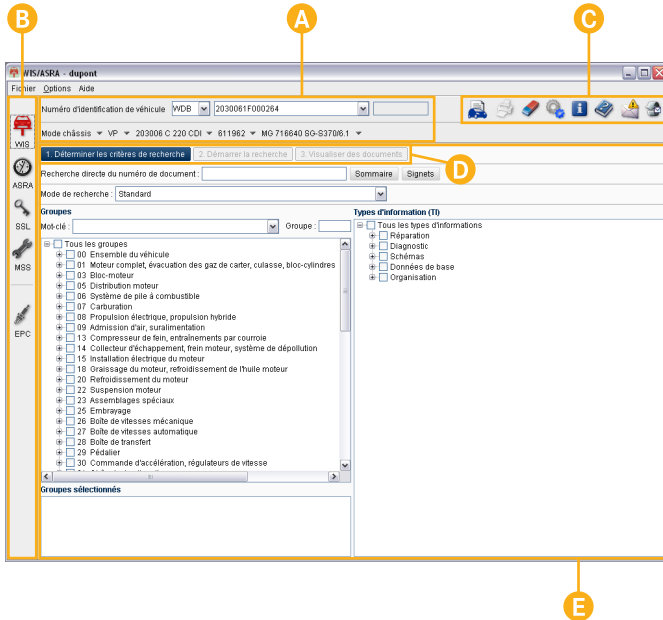 B
A
C
WIS/ASRA - dupont
Fichier Options Aide
Numéro d'identification de véhicule WDB 2030061F000264
Mode châssis VP 203006 C 220 CDI 611962 MG 716640 SG-S370/6.1
WIS
ASRA
SSL
MSS
EPC
1. Déterminer les critères de recherche 2. Démarrer la recherche 3. Visualiser des documents
D
Recherche directe du numéro de document : Sommaire Signets
Mode de recherche : Standard
Groupes
Mot-clé : Groupe :
Tous les groupes
00 Ensemble du véhicule
01 Moteur complet, évacution des gaz de carter, culasse, bloc-cylindres
03 Bloc-moteur
05 Distribution moteur
06 Système de pile à combustible
07 Carburation
08 Propulsion électrique, propulsion hybride
09 Admission d'air, suralimentation
13 Compresseur de fein, entraînements par courroie
14 Collecteur d'échappement, frein moteur, système de dépollution
15 Installation électrique du moteur
18 Graissage du moteur, refroidissement de l'huile moteur
20 Refroidissement du moteur
22 Suspension moteur
23 Assemblages spéciaux
25 Embrayage
26 Boîte de vitesses mécanique
27 Boîte de vitesses automatique
28 Boîte de transfert
29 Pédalier
30 Commande d'accélération, régulateurs de vitesse
Groupes sélectionnés
Types d'information (TI)
Tous les types d'informations
Réparation
Diagnostic
Schémas
Données de base
Organisation
E